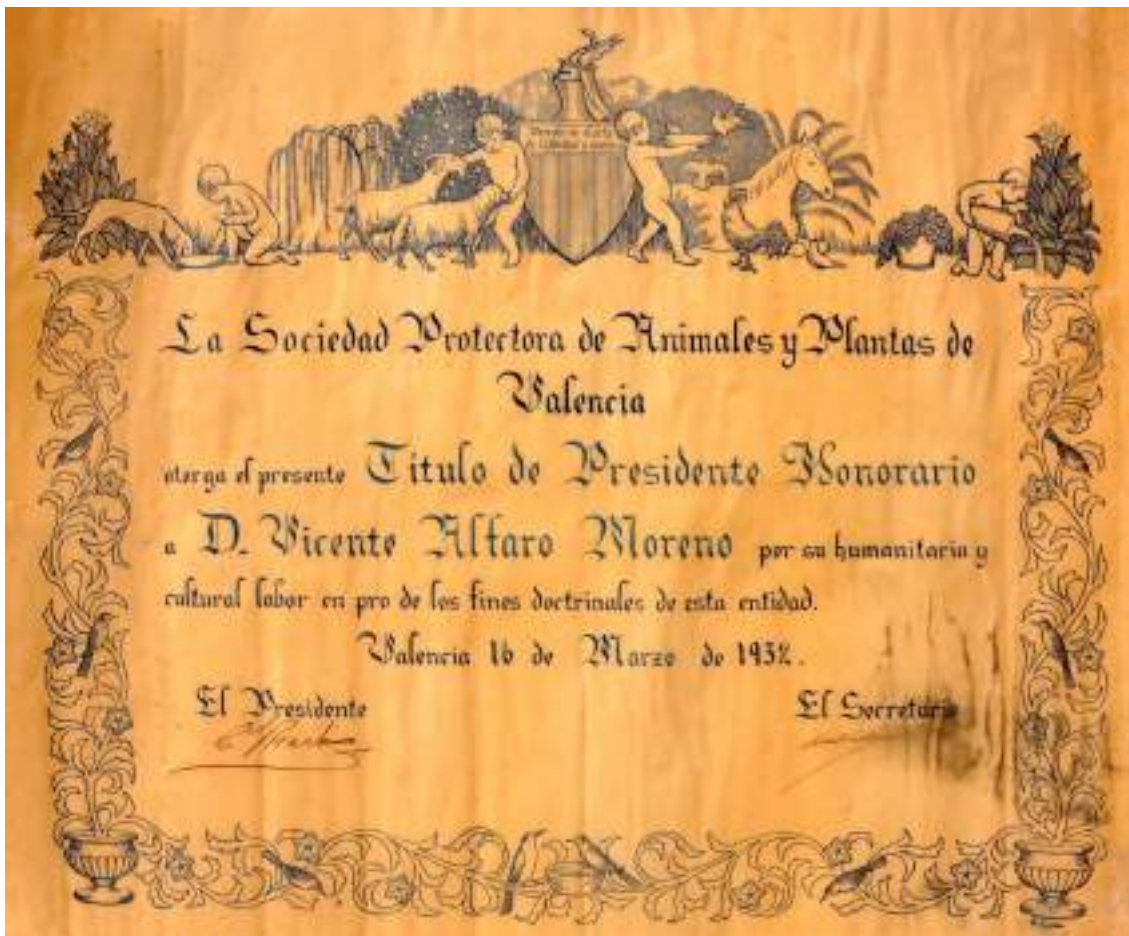 La Sociedad Protectora de Animales y Plantas de
Valencia
otorga el presente Titulo de Presidente Honorario
a D. Vicente Alfaro Moreno por su humanitaria y
cultural labor en pro de los fines doctrinales de esta entidad.
Valencia 16 de Marzo de 1932.
El Presidente
El Secretario